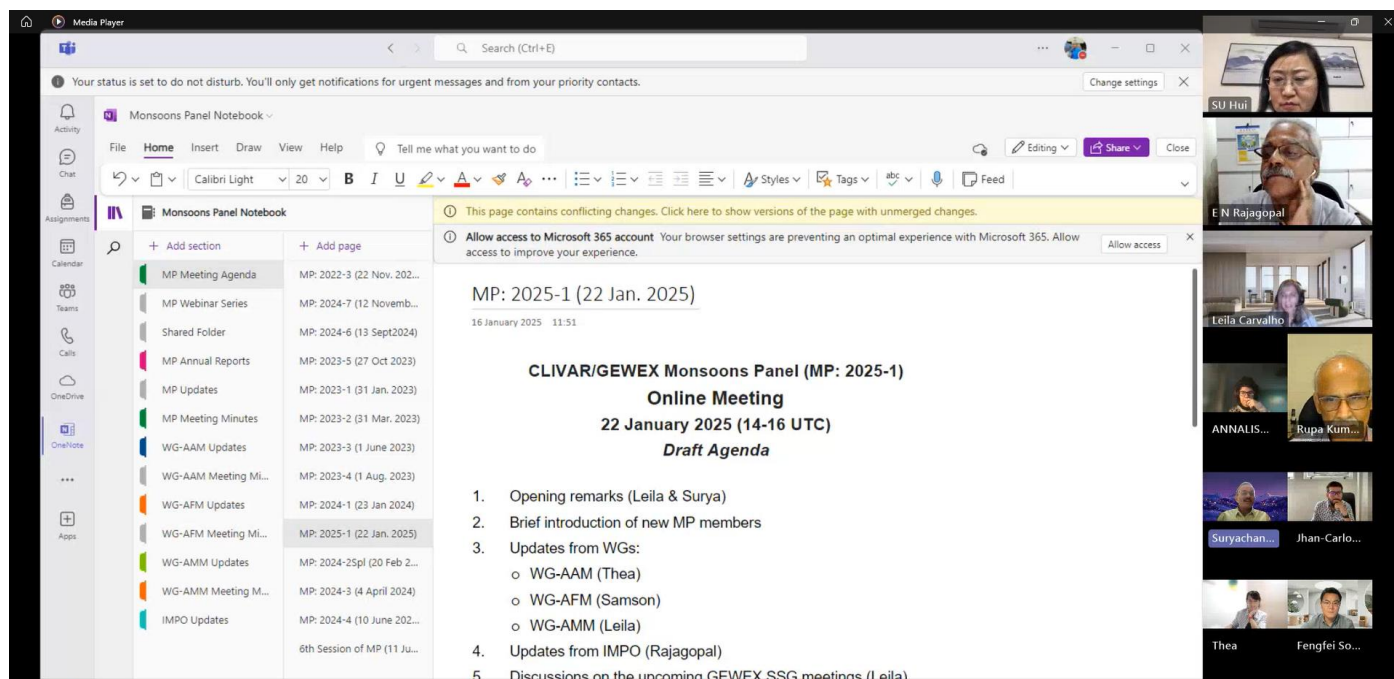 Media Player
Search (Ctrl+E)
Your status is set to do not disturb. You'll only get notifications for urgent messages and from your priority contacts.
Change settings
Activity
Chat
Assignments
Calendar
Teams
Calls
OneDrive
OneNote
Apps
Monsoons Panel Notebook
File Home Insert Draw View Help Tell me what you want to do
Editing Share Close
Calibri Light 20 B I U A A Styles Tags abc Feed
Monsoons Panel Notebook
Add section
MP Meeting Agenda
MP Webinar Series
Shared Folder
MP Annual Reports
MP Updates
MP Meeting Minutes
WG-AAM Updates
WG-AAM Meeting Mi...
WG-AFM Updates
WG-AFM Meeting Mi...
WG-AMM Updates
WG-AMM Meeting M...
IMPO Updates
Add page
MP: 2022-3 (22 Nov. 202...
MP: 2024-7 (12 Novemb...
MP: 2024-6 (13 Sept2024)
MP: 2023-5 (27 Oct 2023)
MP: 2023-1 (31 Jan. 2023)
MP: 2023-2 (31 Mar. 2023)
MP: 2023-3 (1 June 2023)
MP: 2023-4 (1 Aug. 2023)
MP: 2024-1 (23 Jan 2024)
MP: 2025-1 (22 Jan. 2025)
MP: 2024-2Spl (20 Feb 2...
MP: 2024-3 (4 April 2024)
MP: 2024-4 (10 June 202...
6th Session of MP (11 Ju...
This page contains conflicting changes. Click here to show versions of the page with unmerged changes.
Allow access to Microsoft 365 account Your browser settings are preventing an optimal experience with Microsoft 365. Allow
access to improve your experience.
Allow access
MP: 2025-1 (22 Jan. 2025)
16 January 2025 11:51
CLIVAR/GEWEX Monsoons Panel (MP: 2025-1)
Online Meeting
22 January 2025 (14-16 UTC)
Draft Agenda
1. Opening remarks (Leila & Surya)
2. Brief introduction of new MP members
3. Updates from WGs:
o WG-AAM (Thea)
o WG-AFM (Samson)
o WG-AMM (Leila)
4. Updates from IMPO (Rajagopal)
5. Discussions on the upcoming GEWEX SSG meetings (Leila)
SU Hui
E N Rajagopal
Leila Carvalho
ANNALIS...
Rupa Kum...
Suryachan...
Jhan-Carlo...
Thea
Fengfei So...